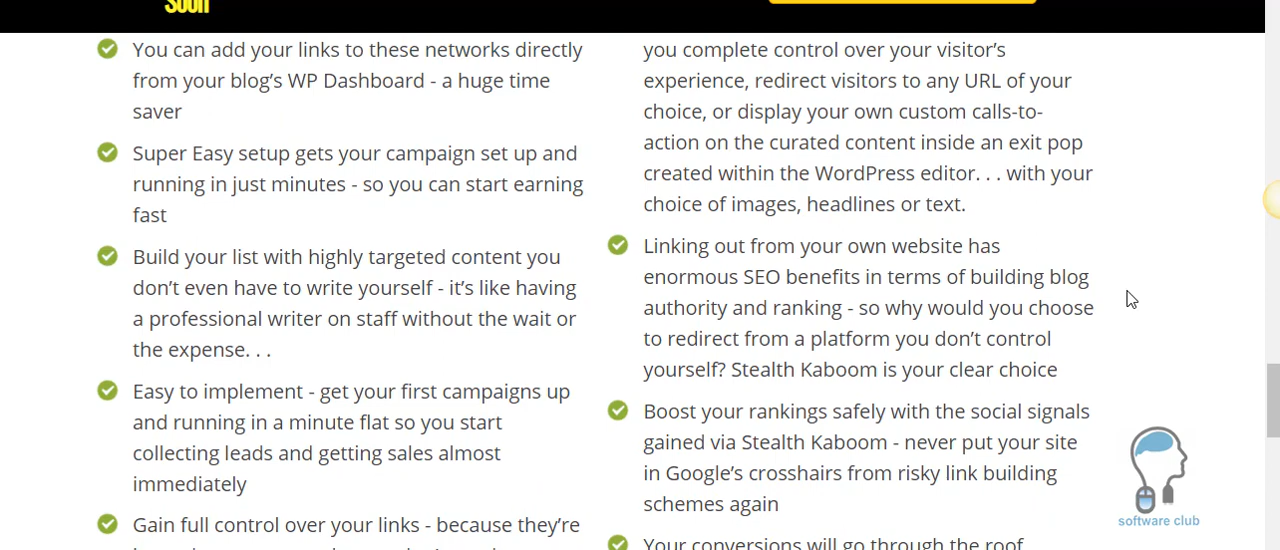 Soon
You can add your links to these networks directly
from your blog's WP Dashboard - a huge time
saver
Super Easy setup gets your campaign set up and
running in just minutes - so you can start earning
fast
Build your list with highly targeted content you
don't even have to write yourself - it's like having
a professional writer on staff without the wait or
the expense. . .
Easy to implement - get your first campaigns up
and running in a minute flat so you start
collecting leads and getting sales almost
immediately
Gain full control over your links - because they're
you complete control over your visitor's
experience, redirect visitors to any URL of your
choice, or display your own custom calls-to-
action on the curated content inside an exit pop
created within the WordPress editor. . . with your
choice of images, headlines or text.
Linking out from your own website has
enormous SEO benefits in terms of building blog
authority and ranking - so why would you choose
to redirect from a platform you don't control
yourself? Stealth Kaboom is your clear choice
Boost your rankings safely with the social signals
gained via Stealth Kaboom - never put your site
in Google's crosshairs from risky link building
schemes again
Your conversions will go through the roof
software club